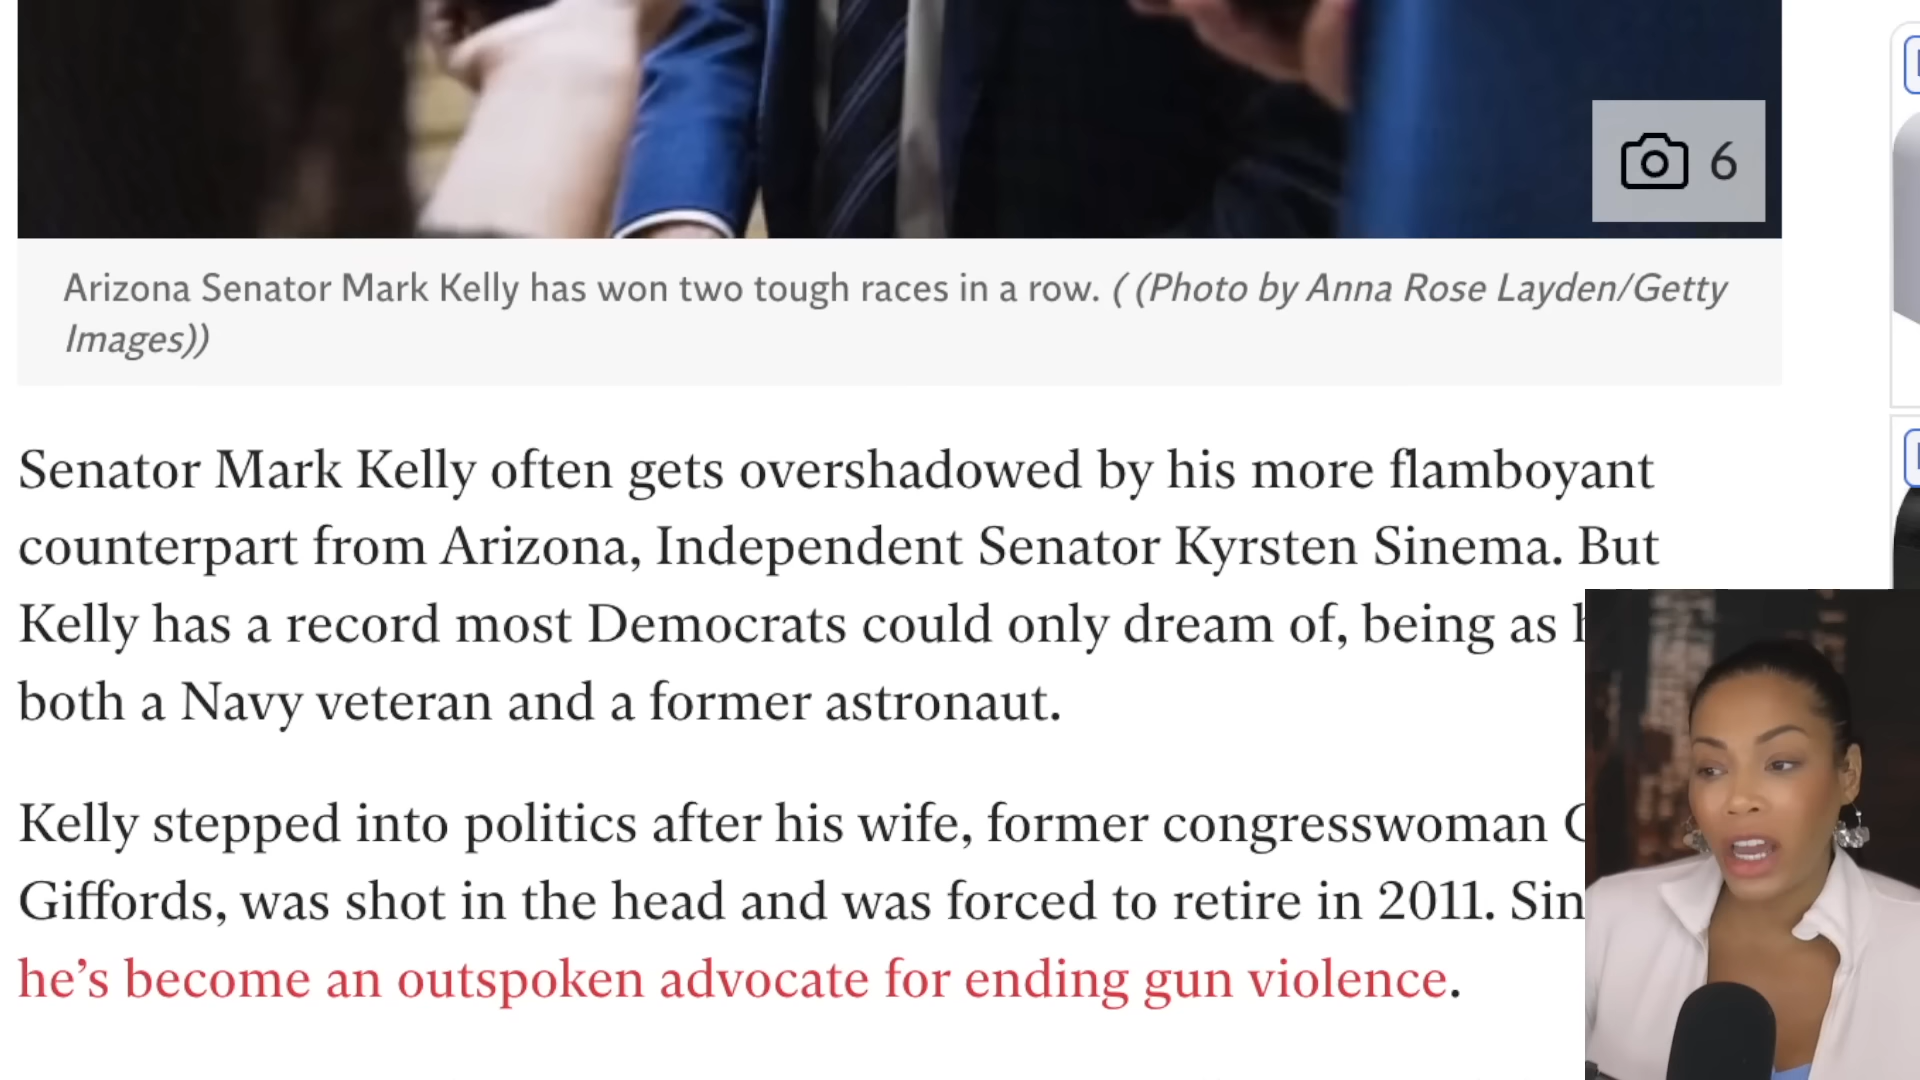 6
Arizona Senator Mark Kelly has won two tough races in a row. ( (Photo by Anna Rose Layden/Getty
Images))
Senator Mark Kelly often gets overshadowed by his more flamboyant
counterpart from Arizona, Independent Senator Kyrsten Sinema. But
Kelly has a record most Democrats could only dream of, being as
both a Navy veteran and a former astronaut.
Kelly stepped into politics after his wife, former congresswoman
Giffords, was shot in the head and was forced to retire in 2011. Sin
he's become an outspoken advocate for ending gun violence.